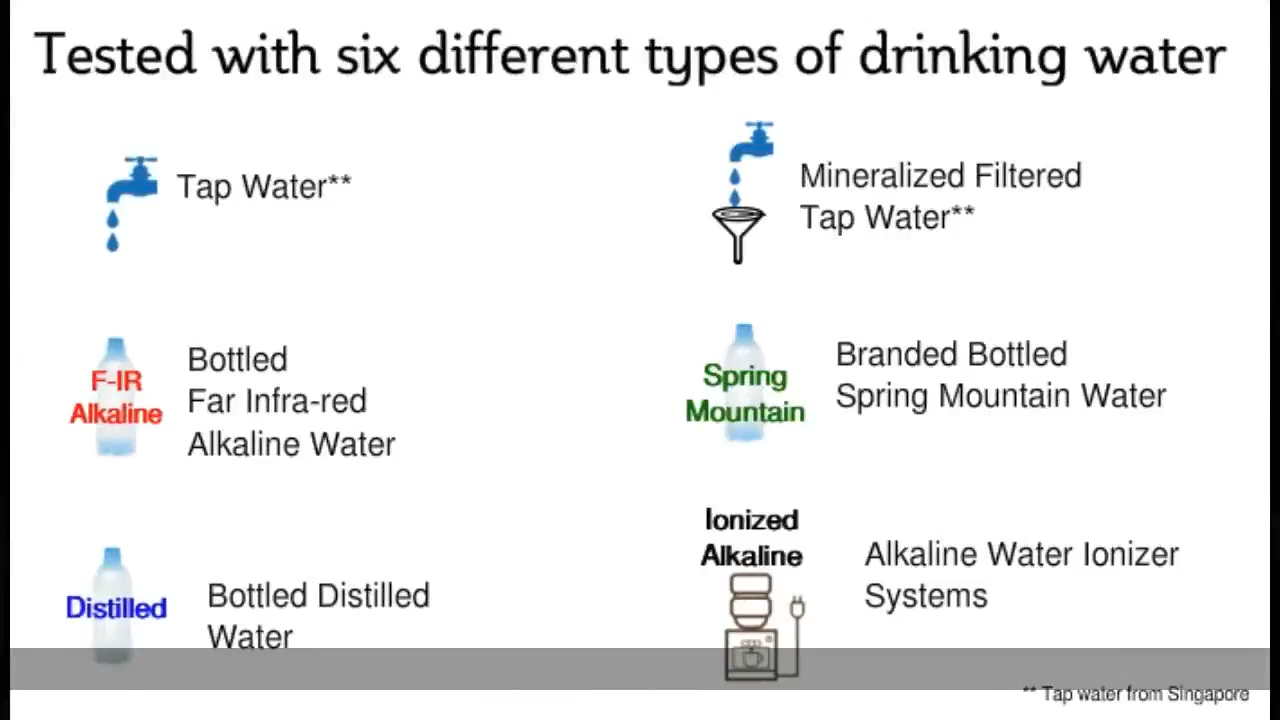 Tested with six different types of drinking water
Tap Water**
Mineralized Filtered
Tap Water**
F-IR
Alkaline
Bottled
Far Infra-red
Alkaline Water
Spring
Mountain
Branded Bottled
Spring Mountain Water
Distilled
Bottled Distilled
Water
Ionized
Alkaline
Alkaline Water Ionizer
Systems
** Tap water from Singapore